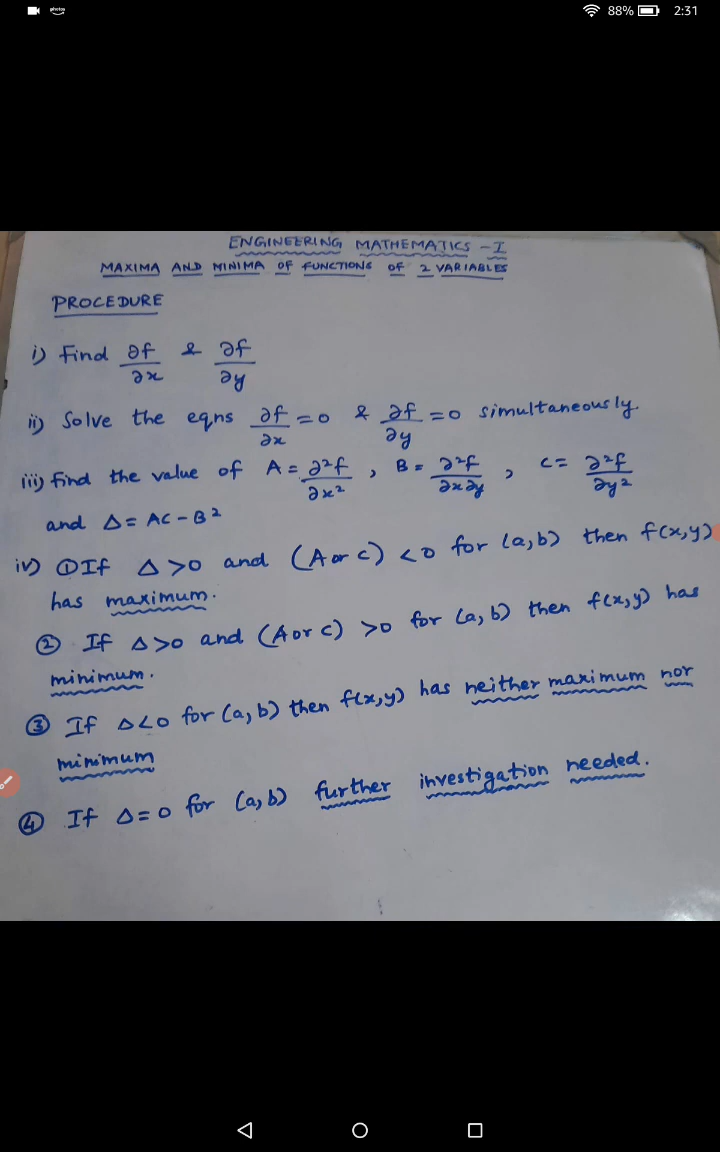 photos
88% 2:31
ENGINEERING MATHEMATICS - I
MAXIMA AND MINIMA OF FUNCTIONS OF 2 VARIABLES
PROCEDURE
i) Find ∂f/∂x & ∂f/∂y
ii) Solve the eqns ∂f/∂x = 0 & ∂f/∂y = 0 simultaneously.
iii) Find the value of A = ∂²f/∂x² , B = ∂²f/∂x∂y , C = ∂²f/∂y²
and Δ = AC - B²
iv) ① If Δ > 0 and (A or C) < 0 for (a, b) then f(x,y)
has maximum.
② If Δ > 0 and (A or C) > 0 for (a, b) then f(x,y) has
minimum.
③ If Δ < 0 for (a, b) then f(x,y) has neither maximum nor
minimum
④ If Δ = 0 for (a, b) further investigation needed.